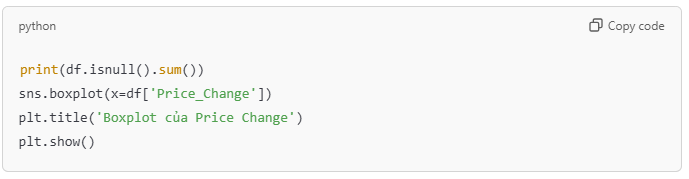 python
Copy code
print(df.isnull().sum())
sns.boxplot(x=df['Price_Change'])
plt.title('Boxplot của Price Change')
plt.show()